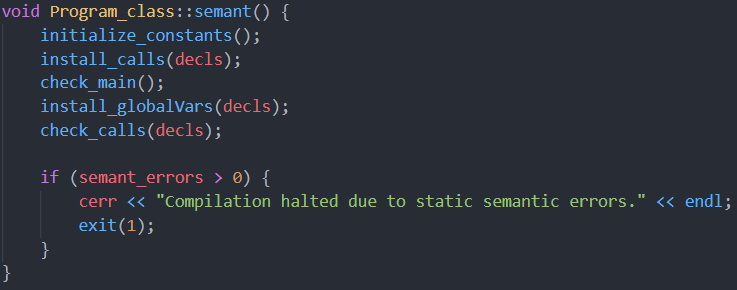 void Program_class::semant() {
    initialize_constants();
    install_calls(decls);
    check_main();
    install_globalVars(decls);
    check_calls(decls);

    if (semant_errors > 0) {
        cerr << "Compilation halted due to static semantic errors." << endl;
        exit(1);
    }
}